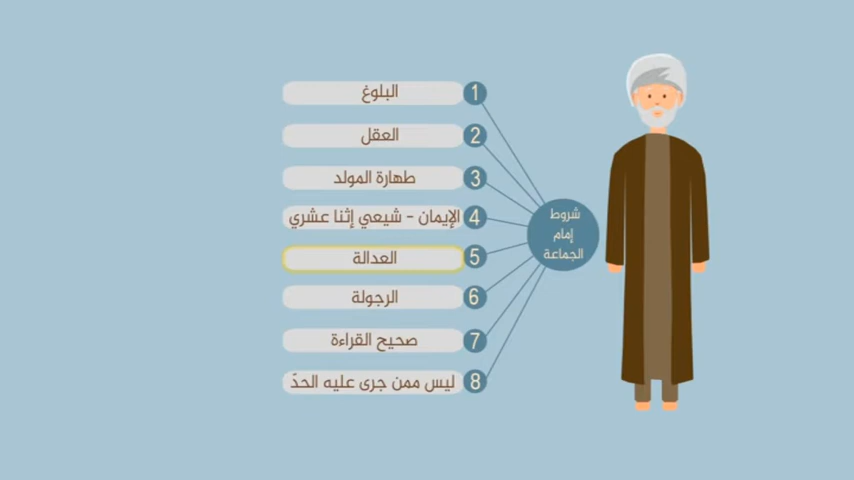 شروط
إمام
الجماعة
1 البلوغ
2 العقل
3 طهارة المولد
4 الإيمان - شيعي إثنا عشري
5 العدالة
6 الرجولة
7 صحيح القراءة
8 ليس ممن جرى عليه الحدّ